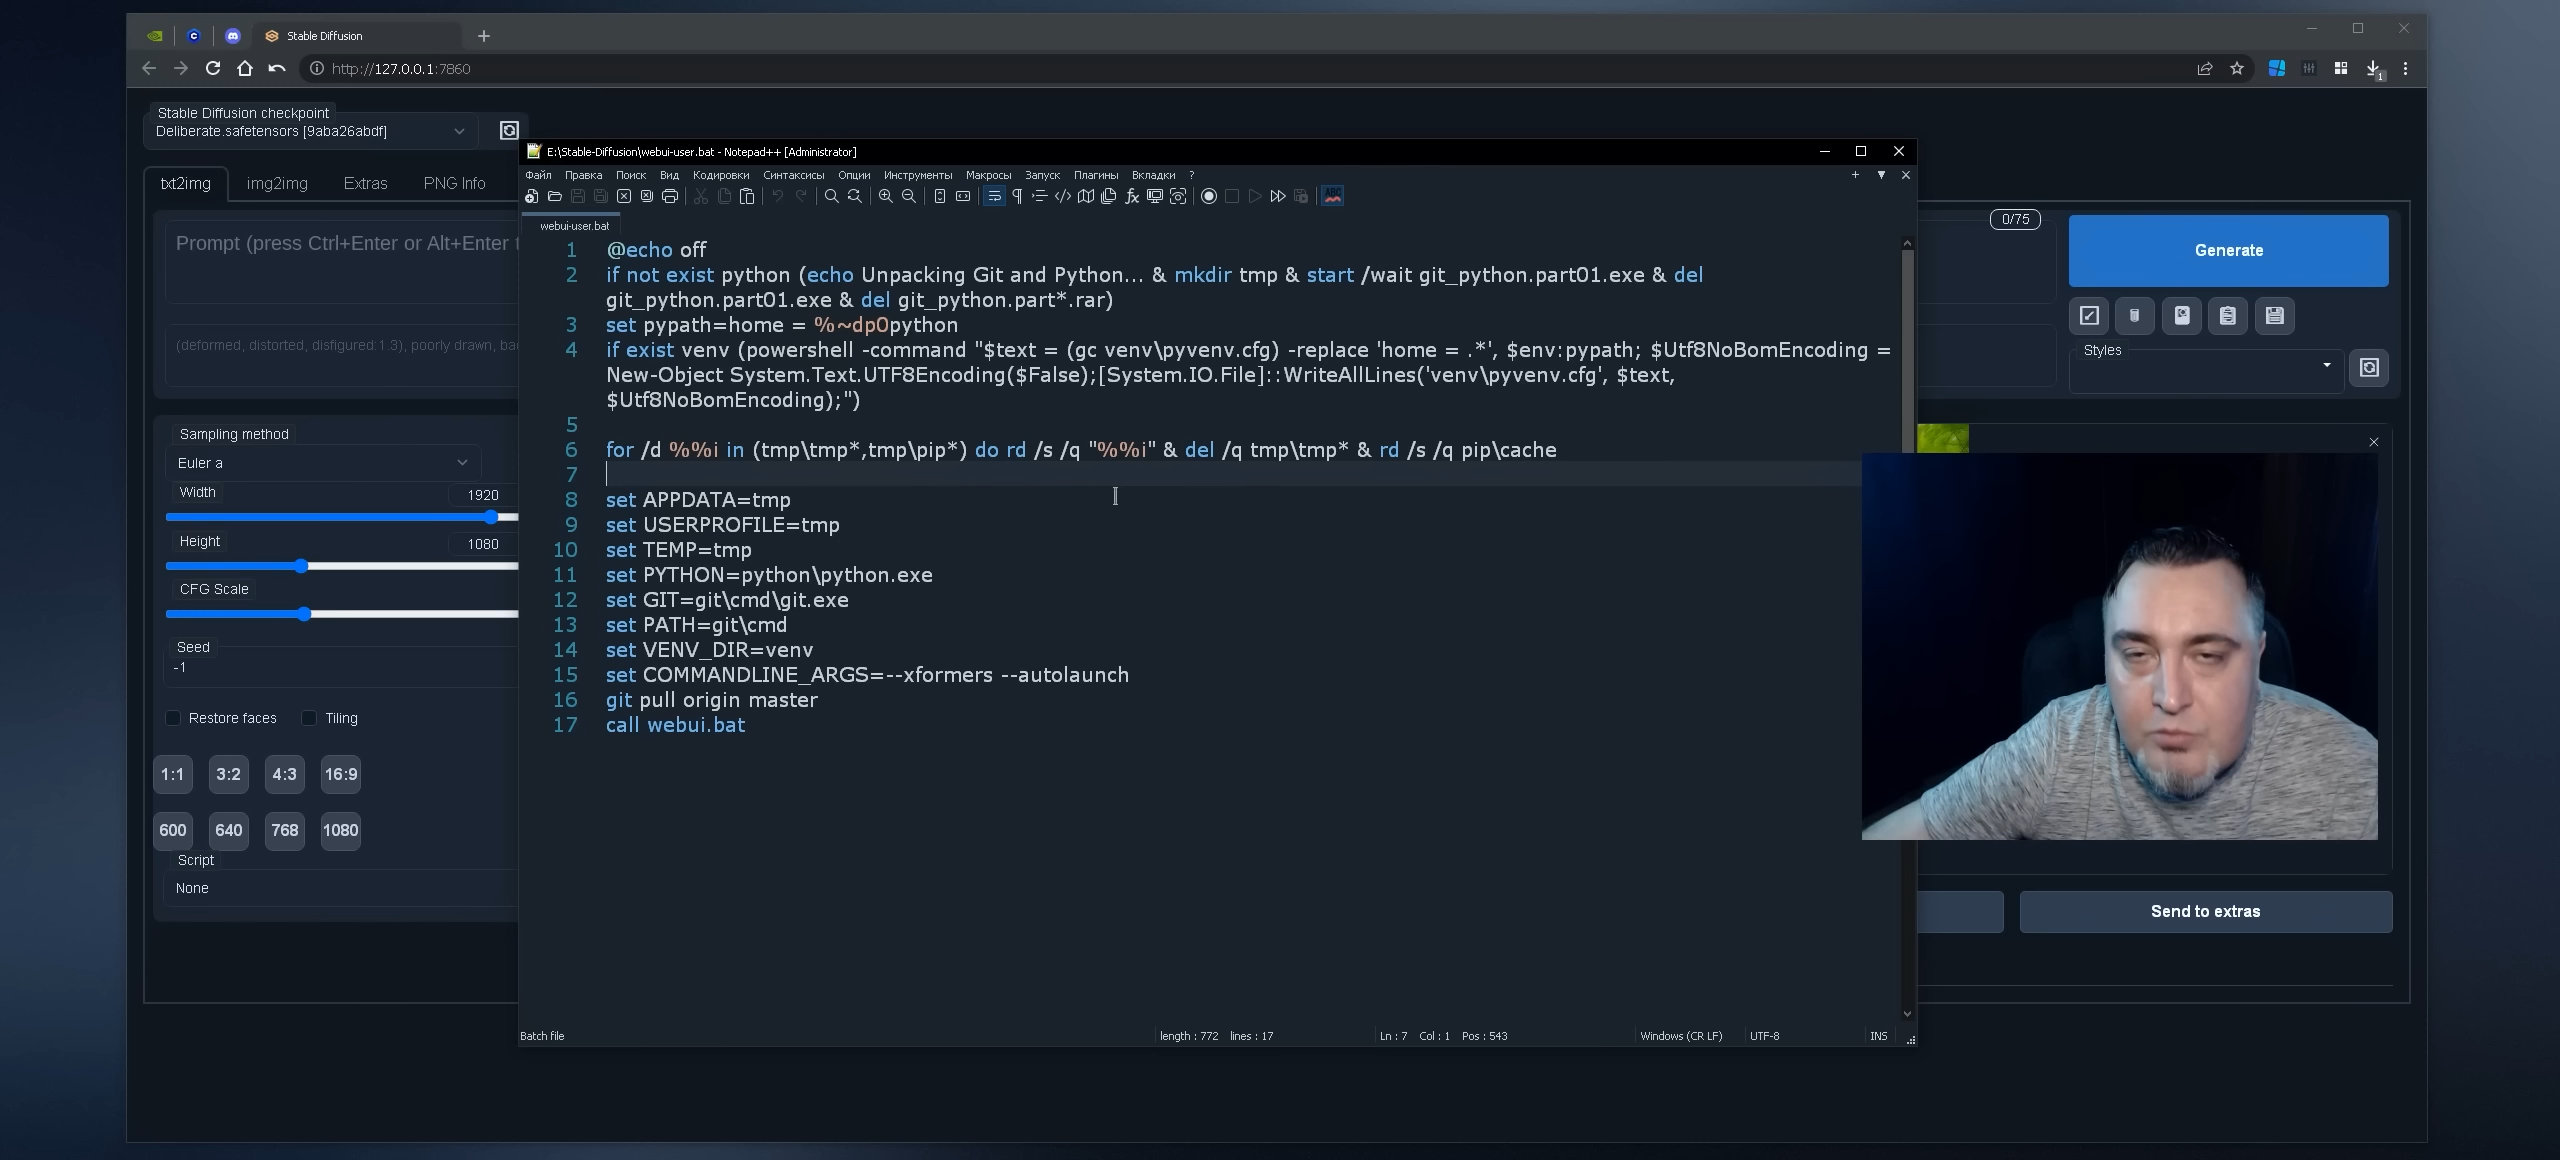 Stable Diffusion
http://127.0.0.1:7860
1
Stable Diffusion checkpoint
Deliberate.safetensors [9aba26abdf]
txt2img img2img Extras PNG Info
Prompt (press Ctrl+Enter or Alt+Enter t
(deformed, distorted, disfigured:1.3), poorly drawn, bac
Sampling method
Euler a
Width
1920
Height
1080
CFG Scale
Seed
-1
Restore faces Tiling
1:1 3:2 4:3 16:9
600 640 768 1080
Script
None
E:\Stable-Diffusion\webui-user.bat - Notepad++ [Administrator]
Файл Правка Поиск Вид Кодировки Синтаксисы Опции Инструменты Макросы Запуск Плагины Вкладки ?
ABC
webui-user.bat
1 @echo off
2 if not exist python (echo Unpacking Git and Python... & mkdir tmp & start /wait git_python.part01.exe & del
git_python.part01.exe & del git_python.part*.rar)
3 set pypath=home = %~dp0python
4 if exist venv (powershell -command "$text = (gc venv\pyvenv.cfg) -replace 'home = .*', $env:pypath; $Utf8NoBomEncoding =
New-Object System.Text.UTF8Encoding($False);[System.IO.File]::WriteAllLines('venv\pyvenv.cfg', $text,
$Utf8NoBomEncoding);")
5
6 for /d %%i in (tmp\tmp*,tmp\pip*) do rd /s /q "%%i" & del /q tmp\tmp* & rd /s /q pip\cache
7
8 set APPDATA=tmp
9 set USERPROFILE=tmp
10 set TEMP=tmp
11 set PYTHON=python\python.exe
12 set GIT=git\cmd\git.exe
13 set PATH=git\cmd
14 set VENV_DIR=venv
15 set COMMANDLINE_ARGS=--xformers --autolaunch
16 git pull origin master
17 call webui.bat
Batch file length : 772 lines : 17 Ln : 7 Col : 1 Pos : 543 Windows (CR LF) UTF-8 INS
0/75
Generate
Styles
Send to extras